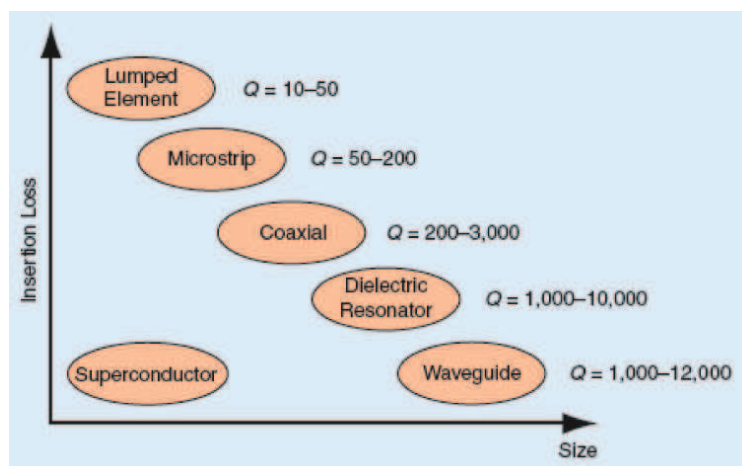 Lumped
Element
Q = 10–50
Microstrip
Q = 50–200
Coaxial
Q = 200–3,000
Dielectric
Resonator
Q = 1,000–10,000
Superconductor
Waveguide
Q = 1,000–12,000
Insertion Loss
Size